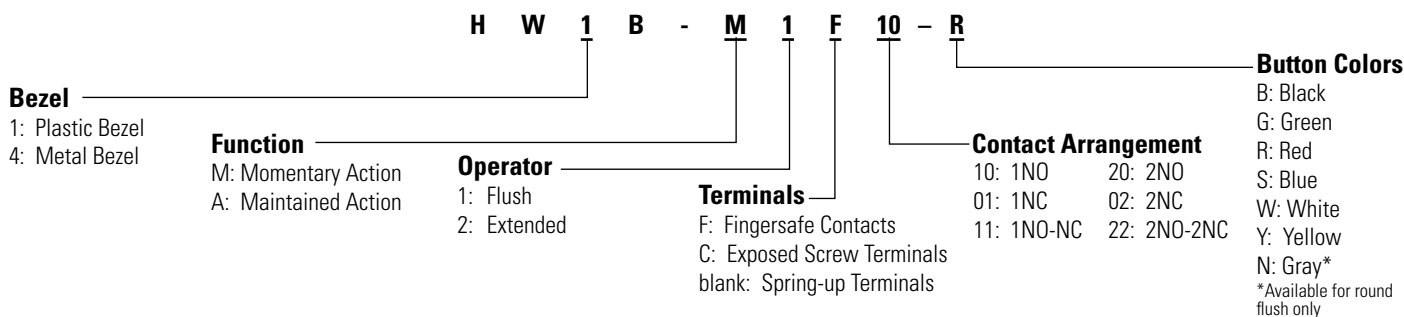 H W 1 B - M 1 F 10 – R
Bezel
1: Plastic Bezel
4: Metal Bezel
Function
M: Momentary Action
A: Maintained Action
Operator
1: Flush
2: Extended
Terminals
F: Fingersafe Contacts
C: Exposed Screw Terminals
blank: Spring-up Terminals
Contact Arrangement
10: 1NO 20: 2NO
01: 1NC 02: 2NC
11: 1NO-NC 22: 2NO-2NC
Button Colors
B: Black
G: Green
R: Red
S: Blue
W: White
Y: Yellow
N: Gray*
*Available for round
flush only